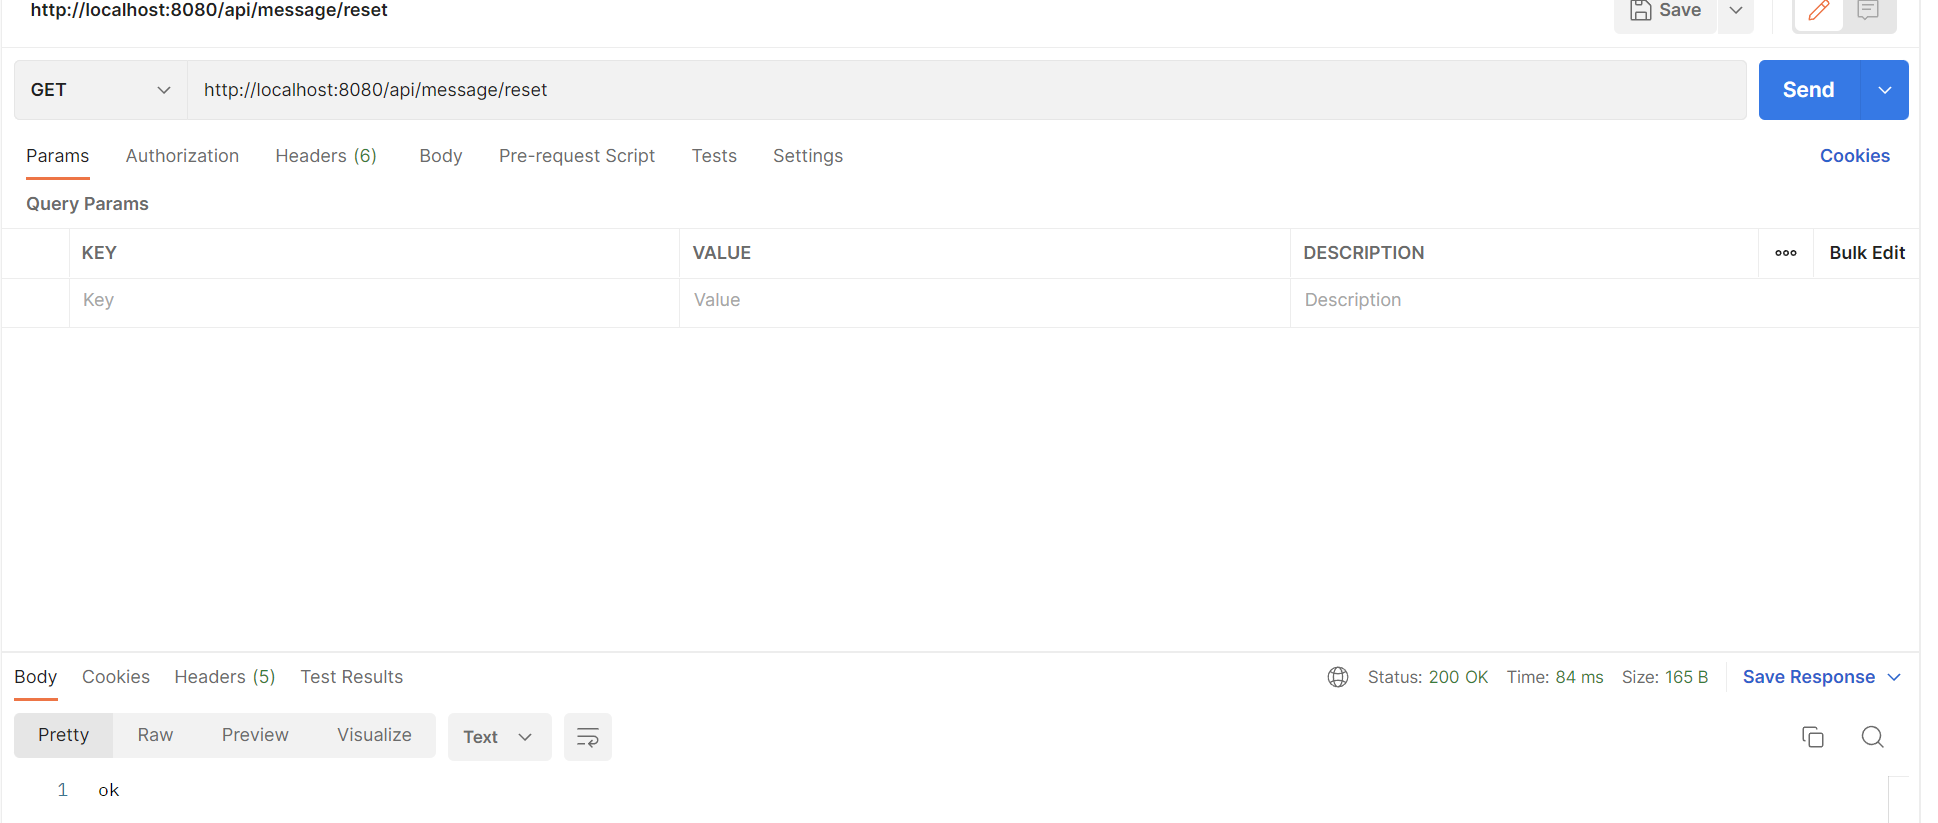 http://localhost:8080/api/message/reset
Save
GET
http://localhost:8080/api/message/reset
Send
Params Authorization Headers (6) Body Pre-request Script Tests Settings Cookies
Query Params
KEY VALUE DESCRIPTION Bulk Edit
Key Value Description
Body Cookies Headers (5) Test Results Status: 200 OK Time: 84 ms Size: 165 B Save Response
Pretty Raw Preview Visualize Text
1 ok